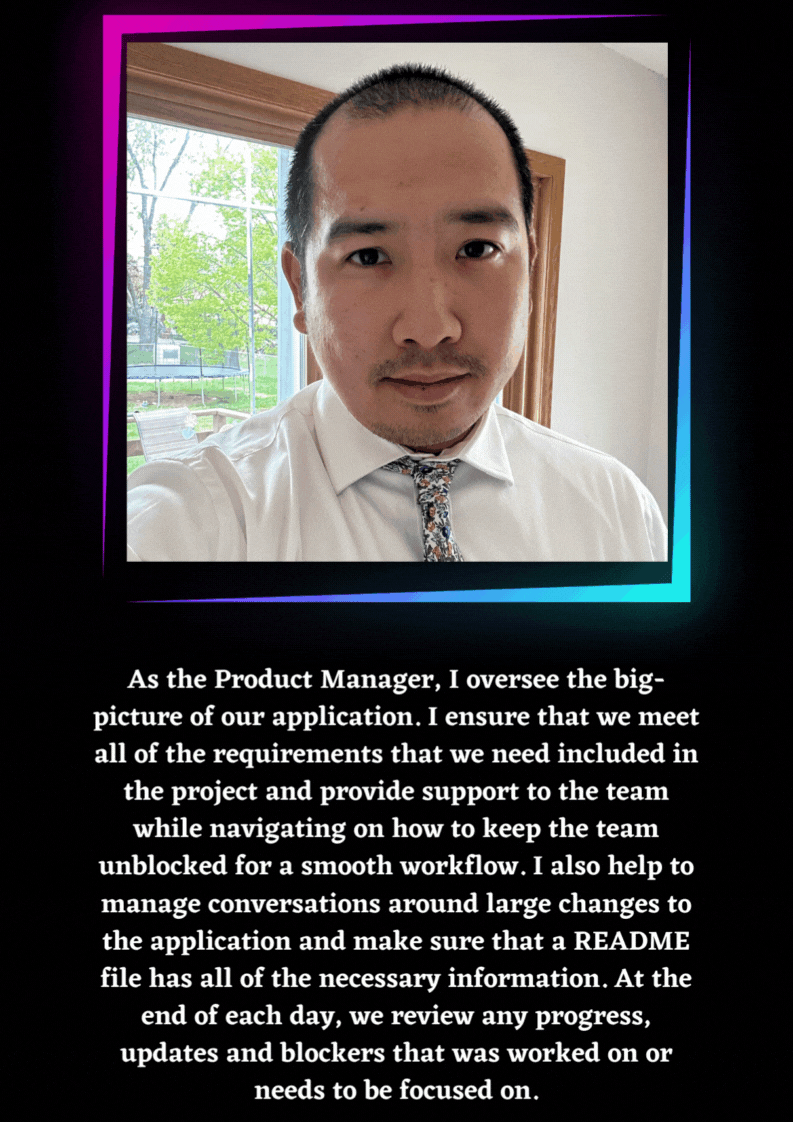 As the Product Manager, I oversee the big-
picture of our application. I ensure that we meet
all of the requirements that we need included in
the project and provide support to the team
while navigating on how to keep the team
unblocked for a smooth workflow. I also help to
manage conversations around large changes to
the application and make sure that a README
file has all of the necessary information. At the
end of each day, we review any progress,
updates and blockers that was worked on or
needs to be focused on.